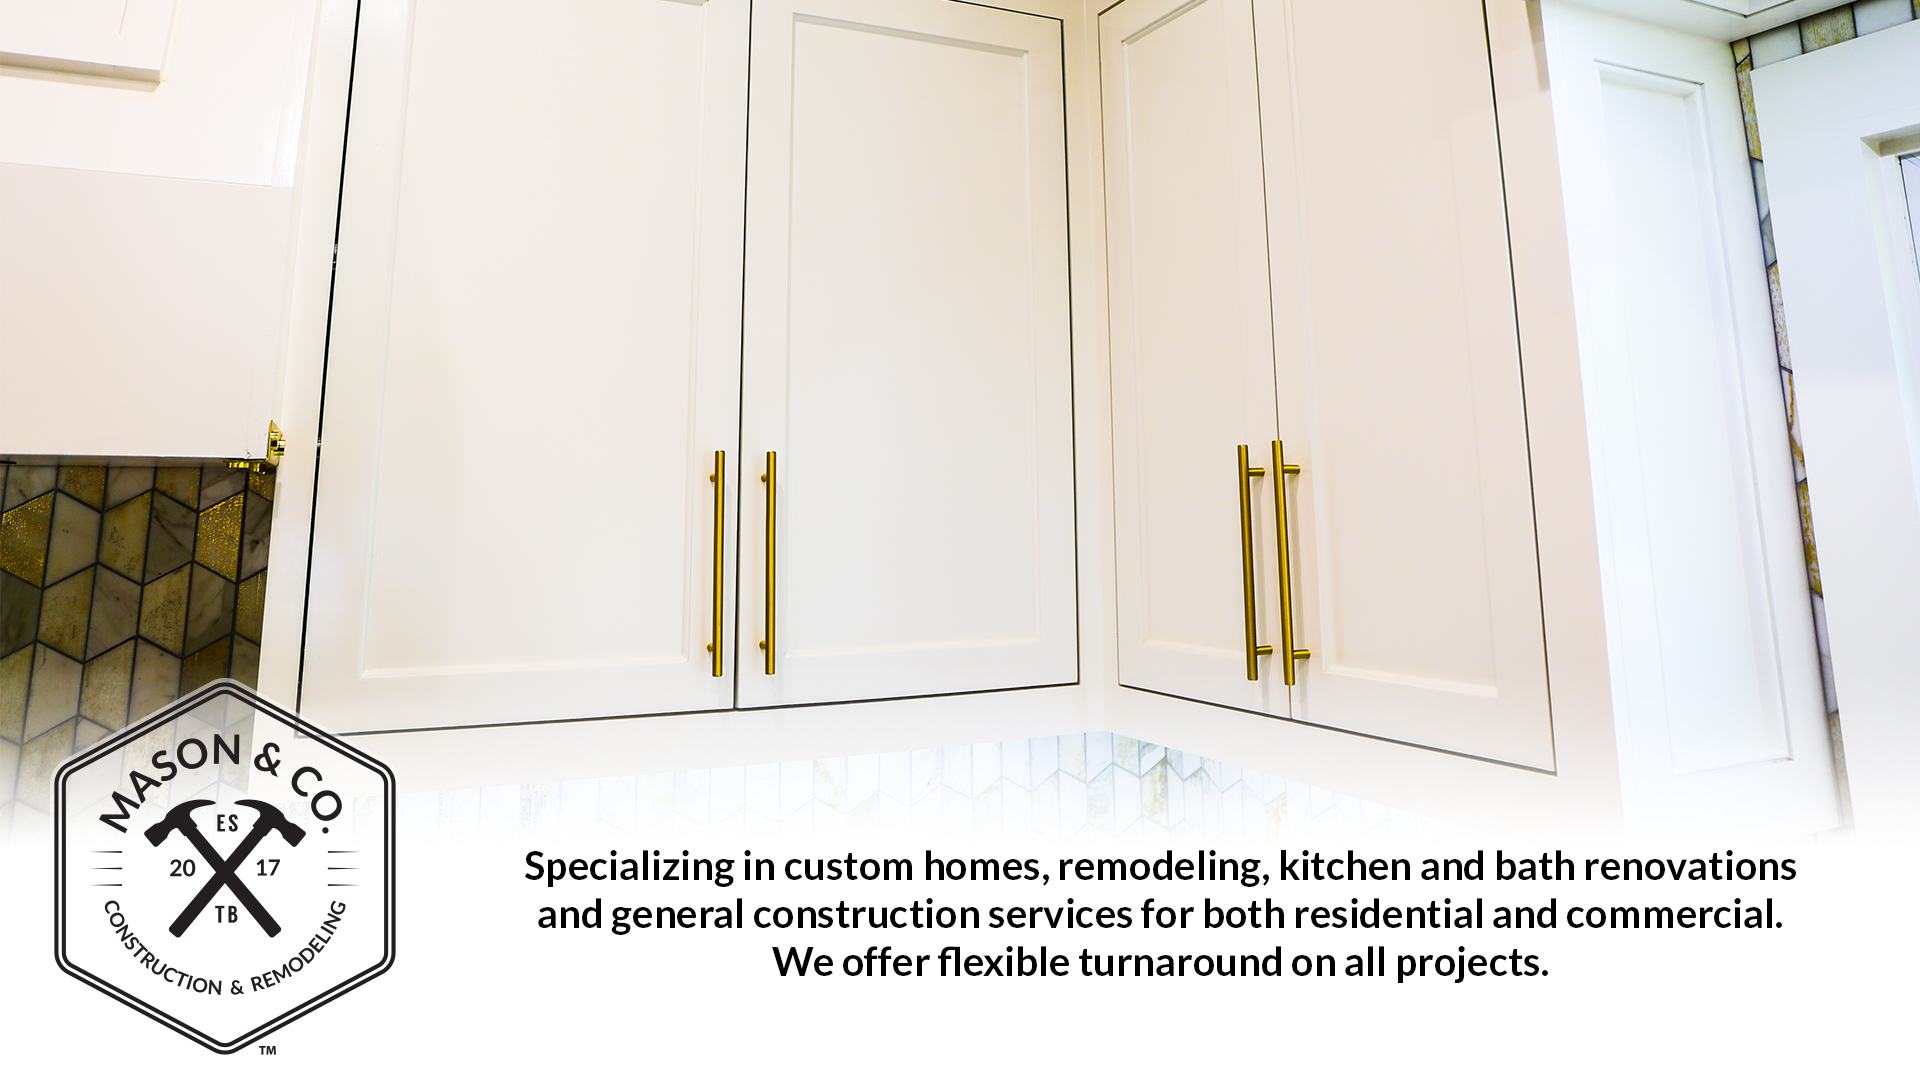 MASON & CO.
ES
20 17
TB
CONSTRUCTION & REMODELING
TM
Specializing in custom homes, remodeling, kitchen and bath renovations
and general construction services for both residential and commercial.
We offer flexible turnaround on all projects.